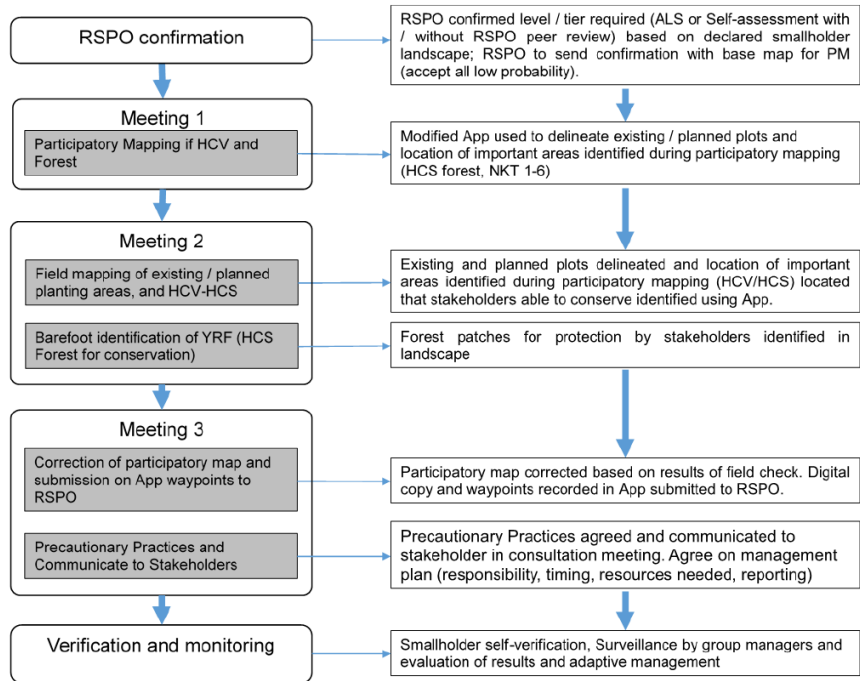 RSPO confirmation
RSPO confirmed level / tier required (ALS or Self-assessment with
/ without RSPO peer review) based on declared smallholder
landscape; RSPO to send confirmation with base map for PM
(accept all low probability).
Meeting 1
Participatory Mapping if HCV and
Forest
Modified App used to delineate existing / planned plots and
location of important areas identified during participatory mapping
(HCS forest, NKT 1-6)
Meeting 2
Field mapping of existing / planned
planting areas, and HCV-HCS
Existing and planned plots delineated and location of important
areas identified during participatory mapping (HCV/HCS) located
that stakeholders able to conserve identified using App.
Barefoot identification of YRF (HCS
Forest for conservation)
Forest patches for protection by stakeholders identified in
landscape
Meeting 3
Correction of participatory map and
submission on App waypoints to
RSPO
Participatory map corrected based on results of field check. Digital
copy and waypoints recorded in App submitted to RSPO.
Precautionary Practices and
Communicate to Stakeholders
Precautionary Practices agreed and communicated to
stakeholder in consultation meeting. Agree on management
plan (responsibility, timing, resources needed, reporting)
Verification and monitoring
Smallholder self-verification, Surveillance by group managers and
evaluation of results and adaptive management